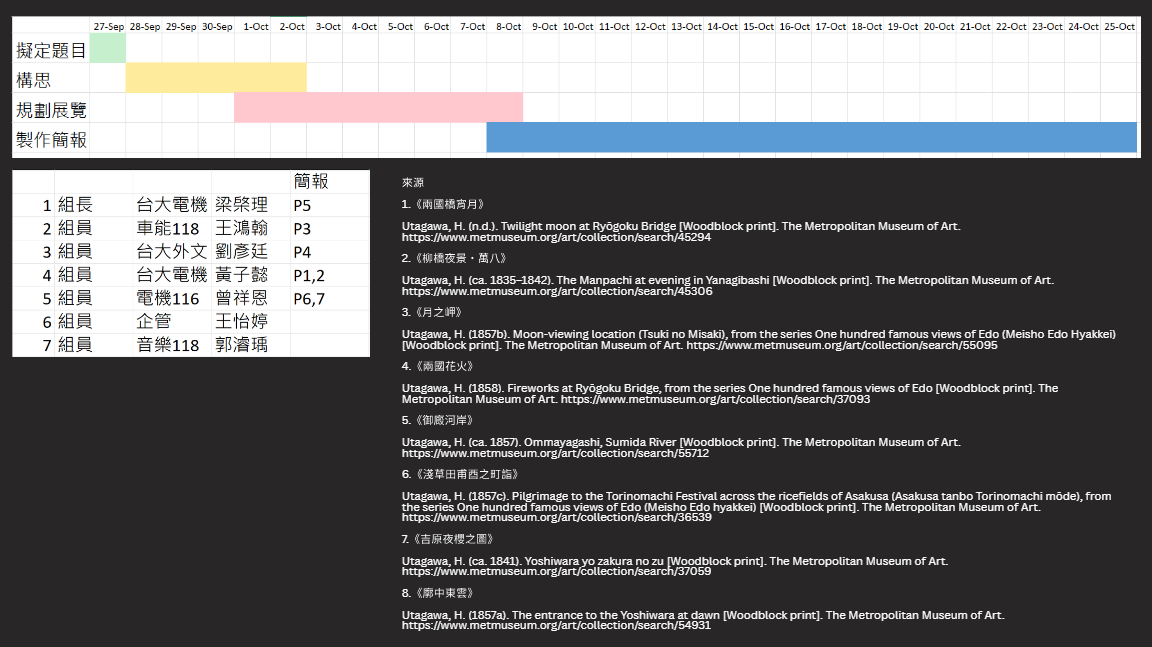 27-Sep 28-Sep 29-Sep 30-Sep 1-Oct 2-Oct 3-Oct 4-Oct 5-Oct 6-Oct 7-Oct 8-Oct 9-Oct 10-Oct 11-Oct 12-Oct 13-Oct 14-Oct 15-Oct 16-Oct 17-Oct 18-Oct 19-Oct 20-Oct 21-Oct 22-Oct 23-Oct 24-Oct 25-Oct
擬定題目
構思
規劃展覽
製作簡報
簡報
1 組長 台大電機 梁棨理 P5
2 組員 車能118 王鴻翰 P3
3 組員 台大外文 劉彥廷 P4
4 組員 台大電機 黃子懿 P1,2
5 組員 電機116 曾祥恩 P6,7
6 組員 企管 王怡婷
7 組員 音樂118 郭濬瑀
來源
1.《兩國橋宵月》
Utagawa, H. (n.d.). Twilight moon at Ryōgoku Bridge [Woodblock print]. The Metropolitan Museum of Art.
https://www.metmuseum.org/art/collection/search/45294
2.《柳橋夜景・萬八》
Utagawa, H. (ca. 1835–1842). The Manpachi at evening in Yanagibashi [Woodblock print]. The Metropolitan Museum of Art.
https://www.metmuseum.org/art/collection/search/45306
3.《月之岬》
Utagawa, H. (1857b). Moon-viewing location (Tsuki no Misaki), from the series One hundred famous views of Edo (Meisho Edo Hyakkei)
[Woodblock print]. The Metropolitan Museum of Art. https://www.metmuseum.org/art/collection/search/55095
4.《兩國花火》
Utagawa, H. (1858). Fireworks at Ryōgoku Bridge, from the series One hundred famous views of Edo [Woodblock print]. The
Metropolitan Museum of Art. https://www.metmuseum.org/art/collection/search/37093
5.《御廄河岸》
Utagawa, H. (ca. 1857). Ommayagashi, Sumida River [Woodblock print]. The Metropolitan Museum of Art.
https://www.metmuseum.org/art/collection/search/55712
6.《淺草田甫酉之町詣》
Utagawa, H. (1857c). Pilgrimage to the Torinomachi Festival across the ricefields of Asakusa (Asakusa tanbo Torinomachi mōde), from
the series One hundred famous views of Edo (Meisho Edo hyakkei) [Woodblock print]. The Metropolitan Museum of Art.
https://www.metmuseum.org/art/collection/search/36539
7.《吉原夜櫻之圖》
Utagawa, H. (ca. 1841). Yoshiwara yo zakura no zu [Woodblock print]. The Metropolitan Museum of Art.
https://www.metmuseum.org/art/collection/search/37059
8.《廓中東雲》
Utagawa, H. (1857a). The entrance to the Yoshiwara at dawn [Woodblock print]. The Metropolitan Museum of Art.
https://www.metmuseum.org/art/collection/search/54931